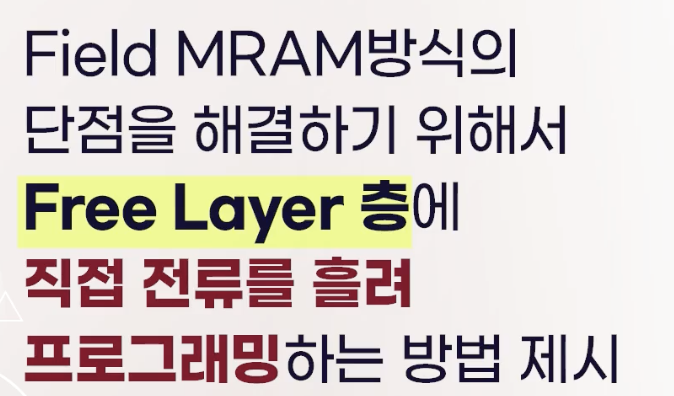 Field MRAM방식의
단점을 해결하기 위해서
Free Layer 층에
직접 전류를 흘려
프로그래밍하는 방법 제시